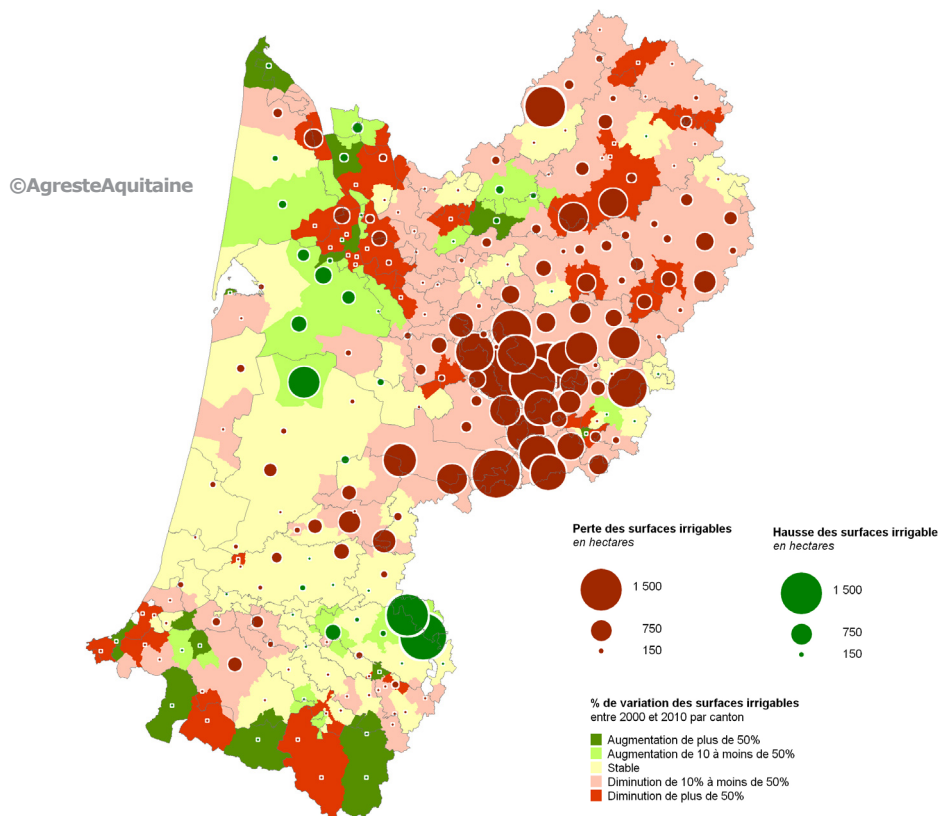 ©AgresteAquitaine
Perte des surfaces irrigables
en hectares
1 500
750
150
Hausse des surfaces irrigable
en hectares
1 500
750
150
% de variation des surfaces irrigables
entre 2000 et 2010 par canton
Augmentation de plus de 50%
Augmentation de 10 à moins de 50%
Stable
Diminution de 10% à moins de 50%
Diminution de plus de 50%